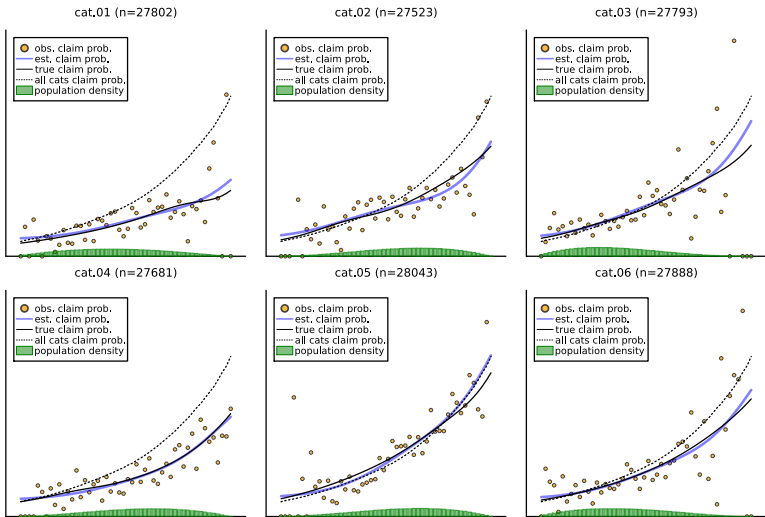 cat.01 (n=27802)
obs. claim prob.
est. claim prob.
true claim prob.
all cats claim prob.
population density
cat.02 (n=27523)
obs. claim prob.
est. claim prob.
true claim prob.
all cats claim prob.
population density
cat.03 (n=27793)
obs. claim prob.
est. claim prob.
true claim prob.
all cats claim prob.
population density
cat.04 (n=27681)
obs. claim prob.
est. claim prob.
true claim prob.
all cats claim prob.
population density
cat.05 (n=28043)
obs. claim prob.
est. claim prob.
true claim prob.
all cats claim prob.
population density
cat.06 (n=27888)
obs. claim prob.
est. claim prob.
true claim prob.
all cats claim prob.
population density